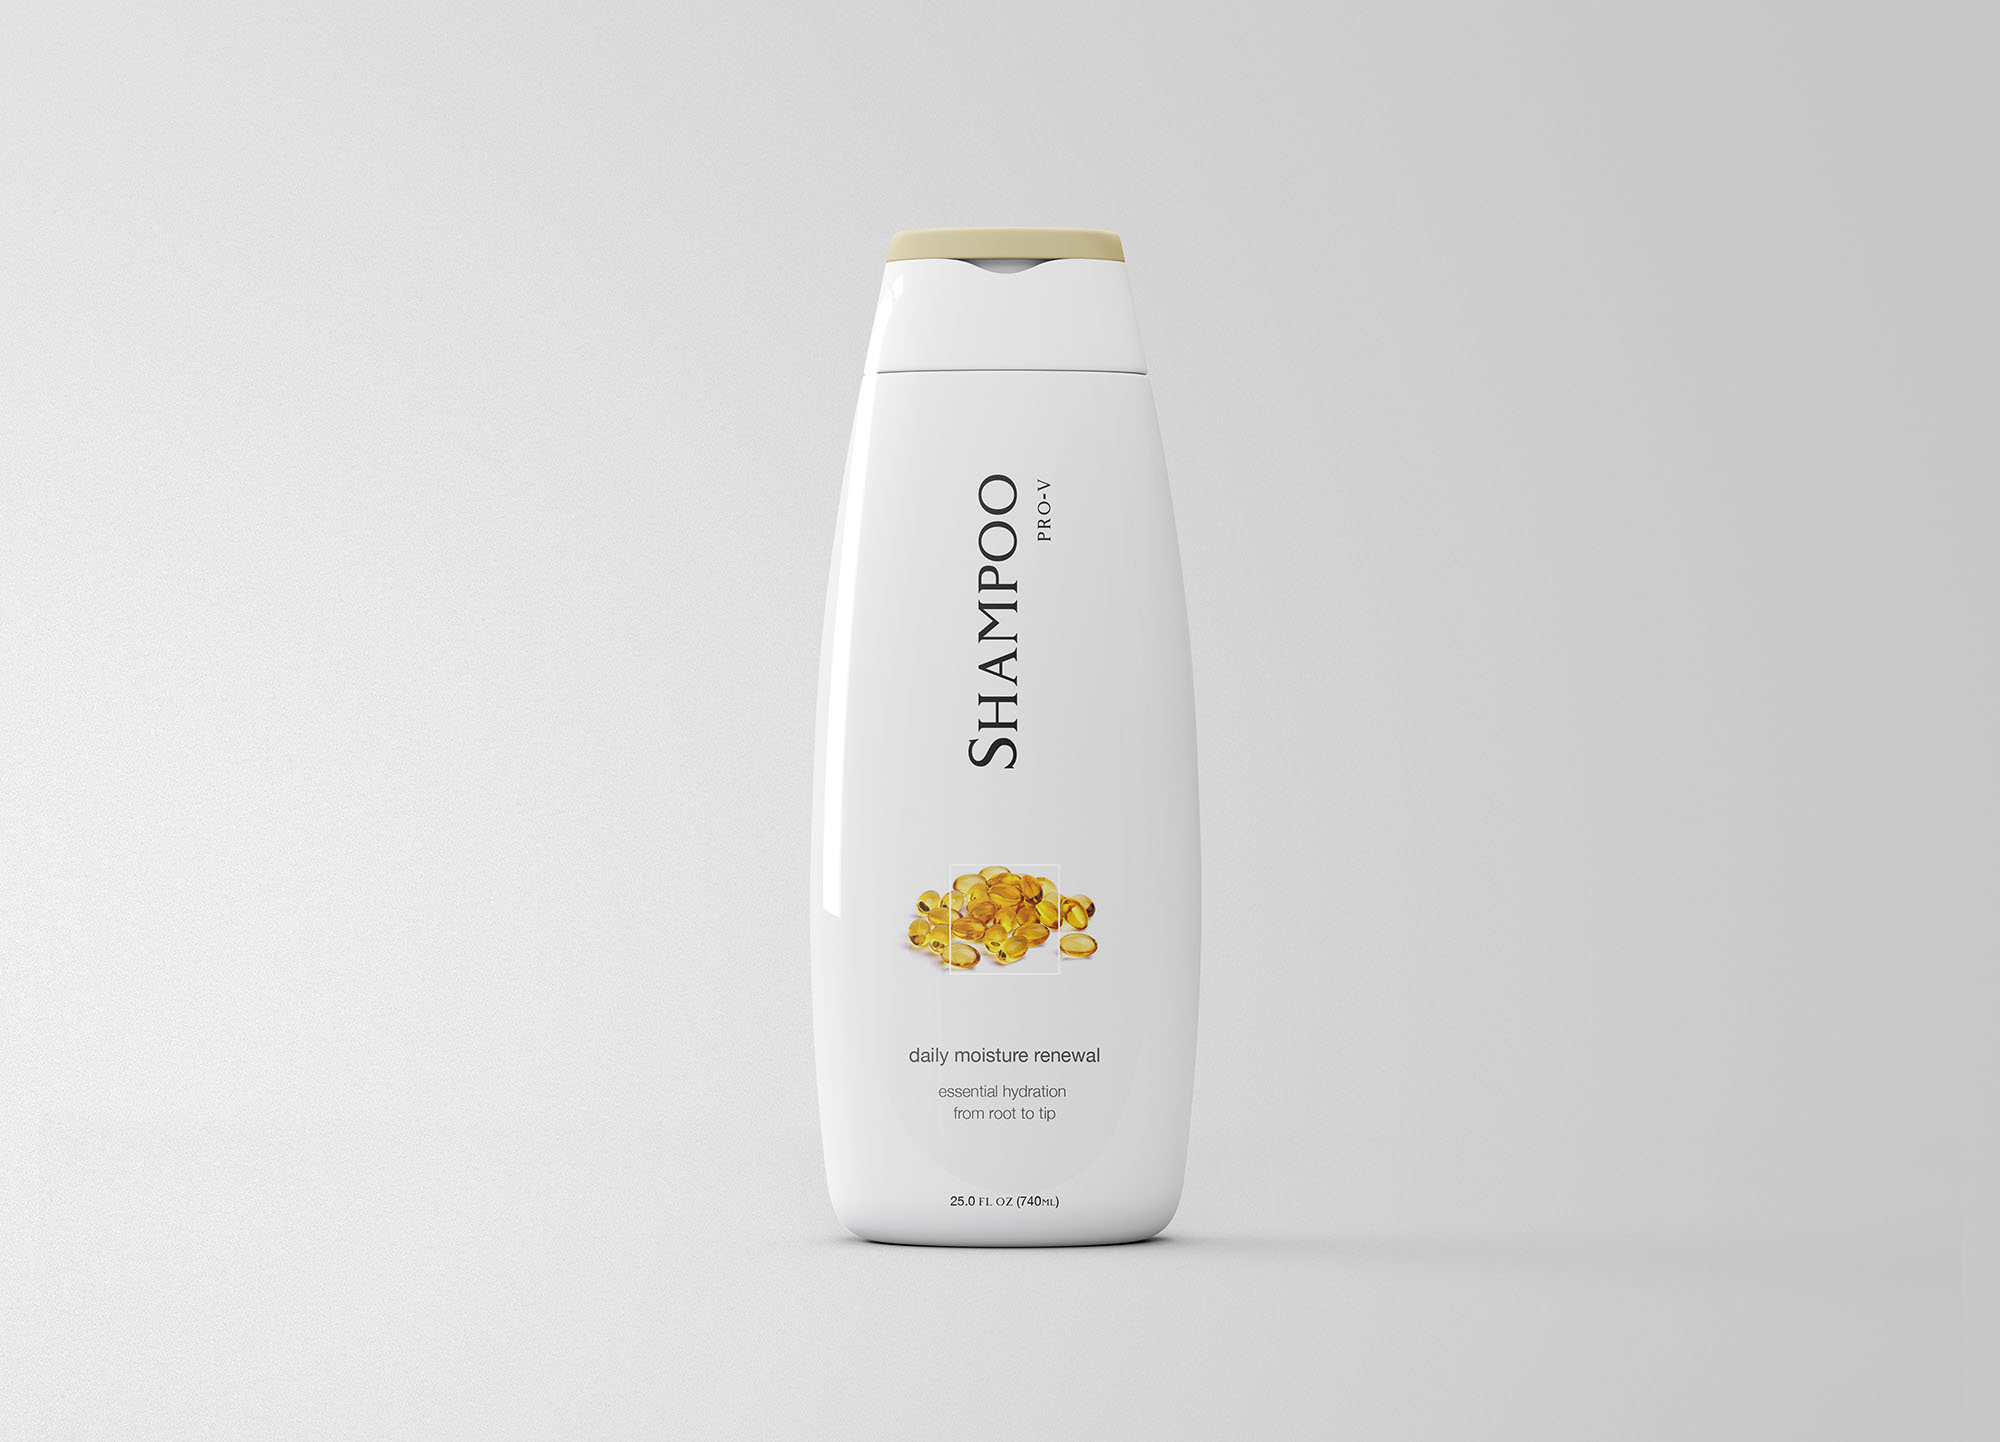 SHAMPOO
PRO-V
daily moisture renewal
essential hydration
from root to tip
25.0 FL OZ (740ML)